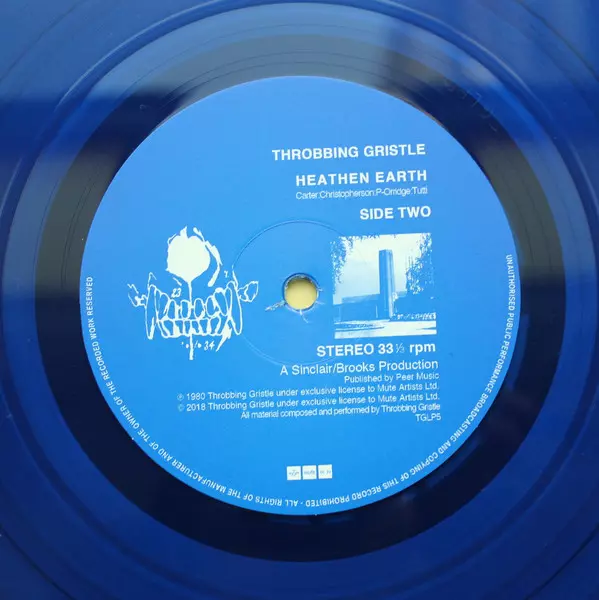 THROBBING GRISTLE
HEATHEN EARTH
Carter:Christopherson:P-Orridge:Tutti
SIDE TWO
STEREO 33⅓ rpm
A Sinclair/Brooks Production
Published by Peer Music
℗ 1980 Throbbing Gristle under exclusive license to Mute Artists Ltd.
© 2018 Throbbing Gristle under exclusive license to Mute Artists Ltd.
All material composed and performed by Throbbing Gristle
TGLP5
mute
ALL RIGHTS OF THE MANUFACTURER AND OF THE OWNER OF THE RECORDED WORK RESERVED
UNAUTHORISED PUBLIC PERFORMANCE BROADCASTING AND COPYING OF THIS RECORD PROHIBITED -